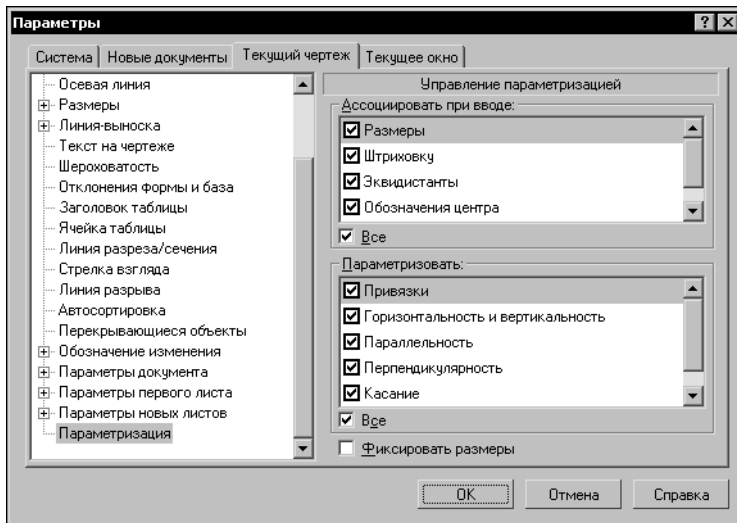 Параметры
Система
Новые документы
Текущий чертеж
Текущее окно
Осевая линия
Размеры
Линия-выноска
Текст на чертеже
Шероховатость
Отклонения формы и база
Заголовок таблицы
Ячейка таблицы
Линия разреза/сечения
Стрелка взгляда
Линия разрыва
Автосортировка
Перекрывающиеся объекты
Обозначение изменения
Параметры документа
Параметры первого листа
Параметры новых листов
Параметризация
Управление параметризацией
Ассоциировать при вводе:
Размеры
Штриховку
Эквидистанты
Обозначения центра
Все
Параметризовать:
Привязки
Горизонтальность и вертикальность
Параллельность
Перпендикулярность
Касание
Все
Фиксировать размеры
OK
Отмена
Справка